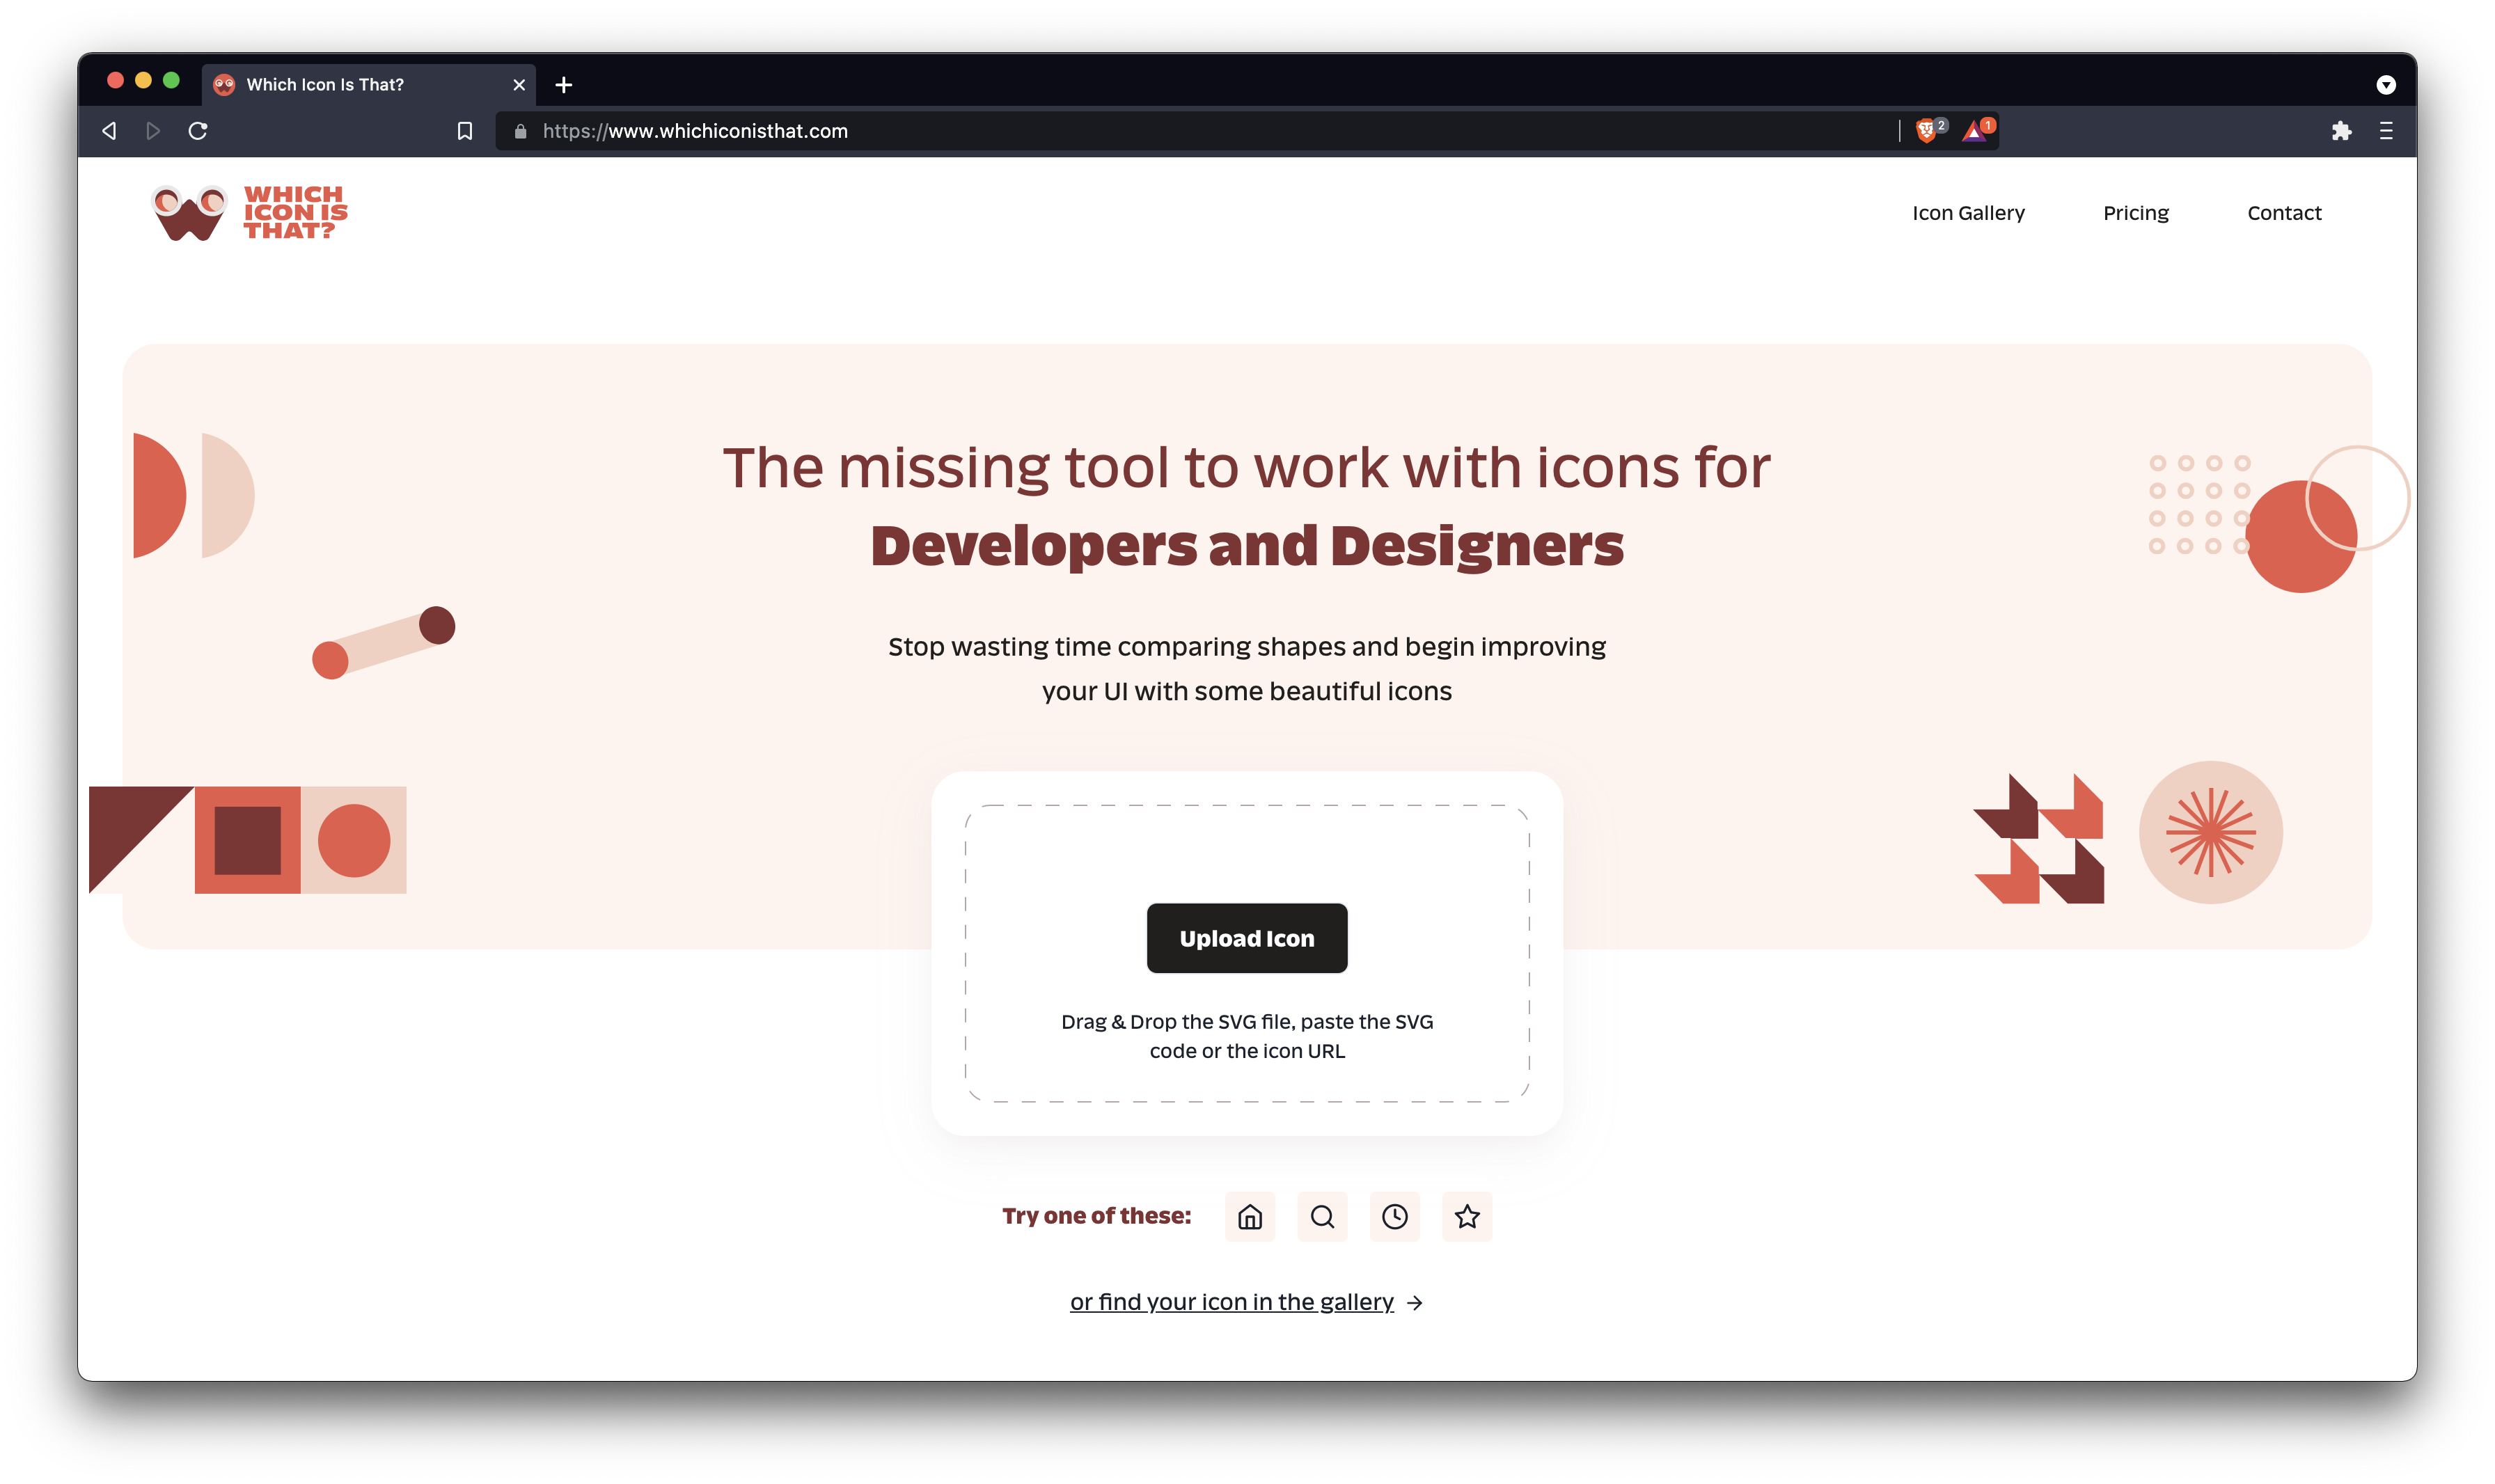 Which Icon Is That?
https://www.whichiconisthat.com
2
1
WHICH
ICON IS
THAT?
Icon Gallery
Pricing
Contact
The missing tool to work with icons for
Developers and Designers
Stop wasting time comparing shapes and begin improving
your UI with some beautiful icons
Upload Icon
Drag & Drop the SVG file, paste the SVG
code or the icon URL
Try one of these:
or find your icon in the gallery →